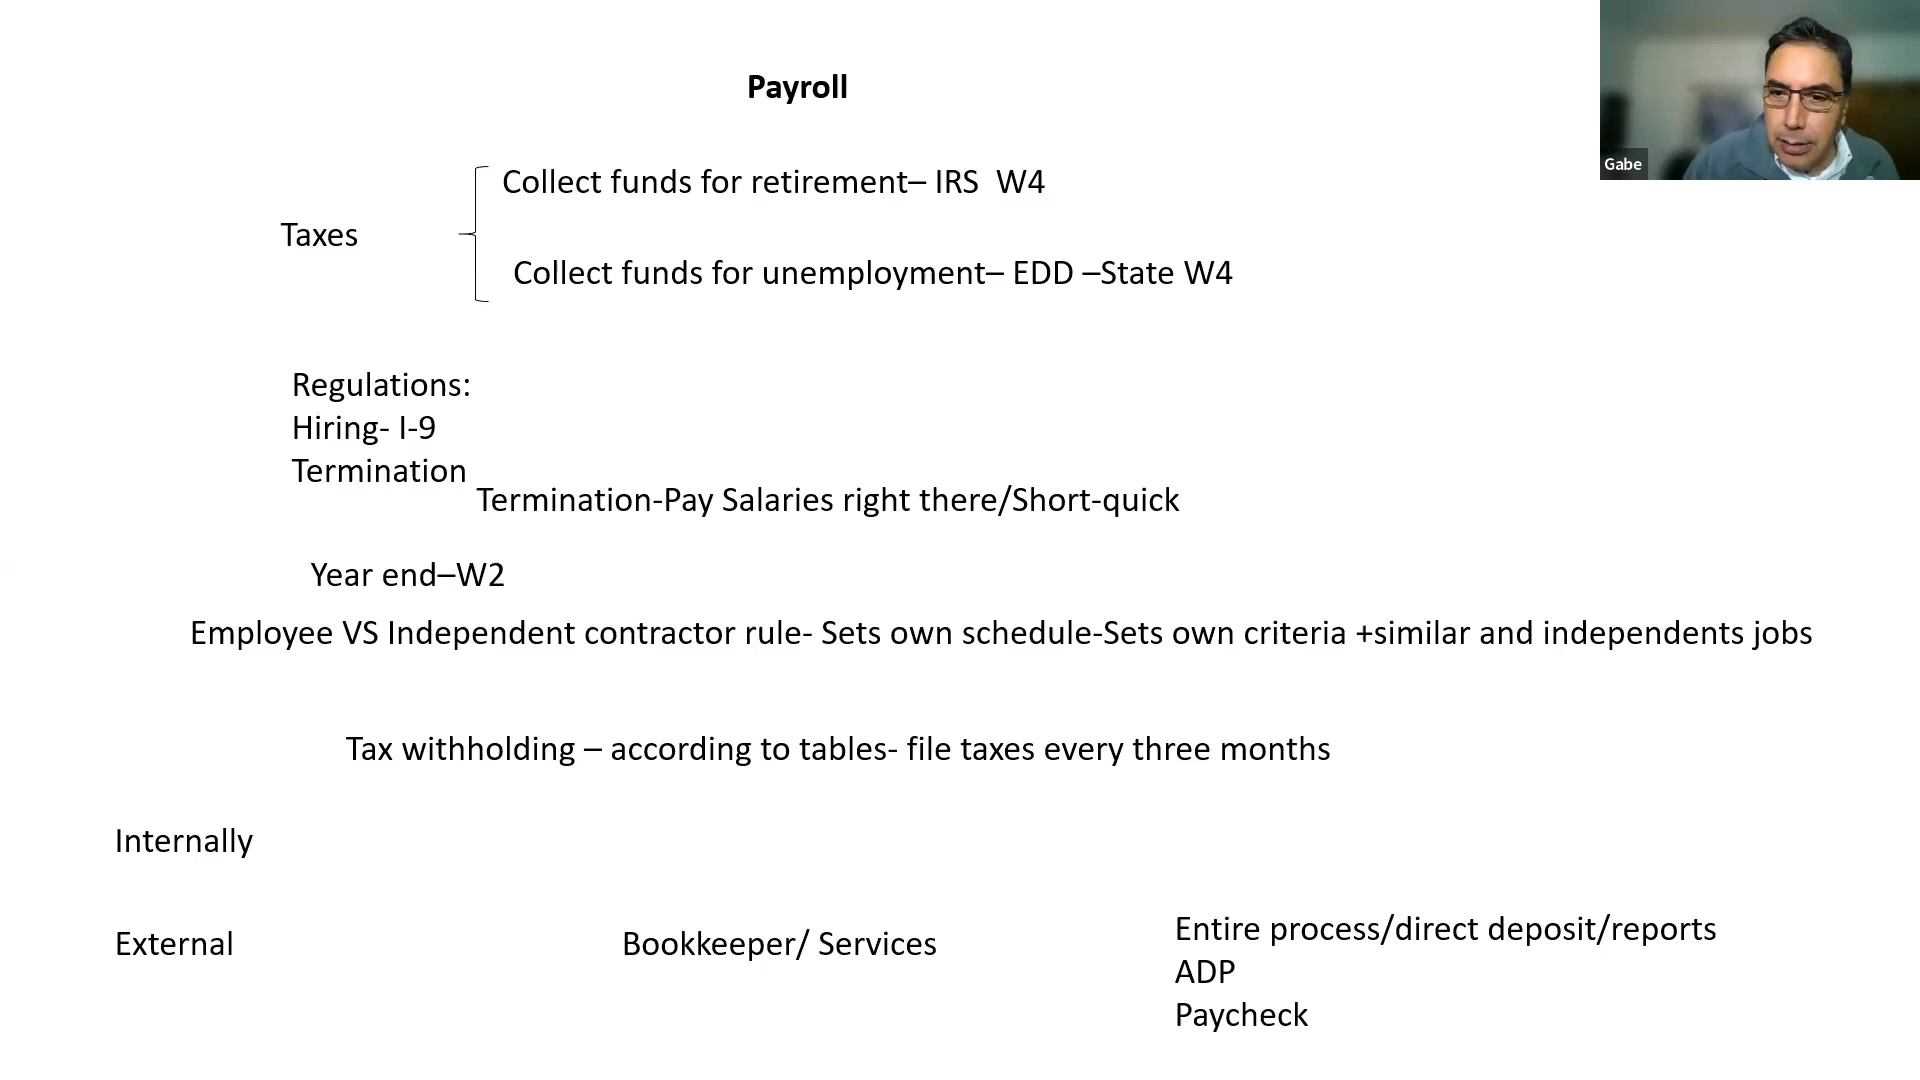 Payroll
Gabe
Collect funds for retirement– IRS  W4
Taxes
Collect funds for unemployment– EDD –State W4
Regulations:
Hiring- I-9
Termination
Termination-Pay Salaries right there/Short-quick
Year end–W2
Employee VS Independent contractor rule- Sets own schedule-Sets own criteria +similar and independents jobs
Tax withholding – according to tables- file taxes every three months
Internally
External
Bookkeeper/ Services
Entire process/direct deposit/reports
ADP
Paycheck